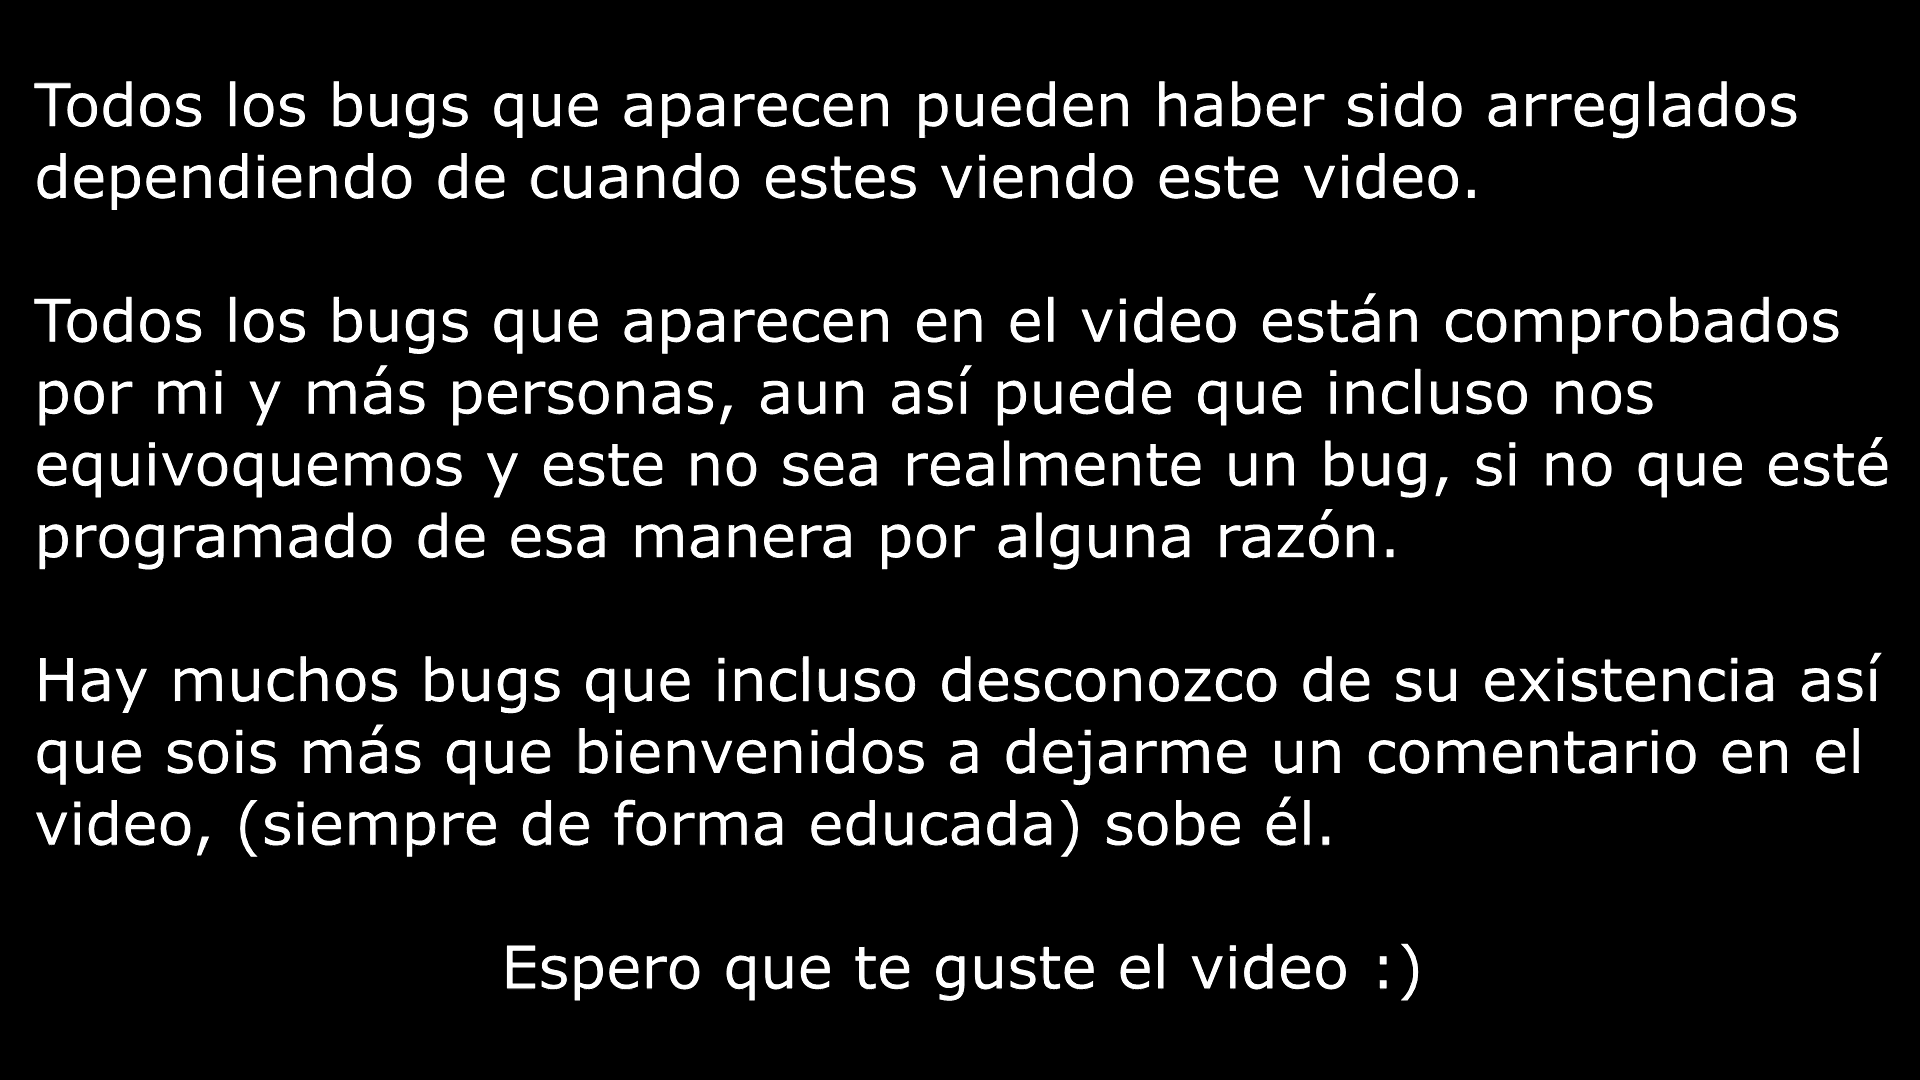 Todos los bugs que aparecen pueden haber sido arreglados
dependiendo de cuando estes viendo este video.
Todos los bugs que aparecen en el video están comprobados
por mi y más personas, aun así puede que incluso nos
equivoquemos y este no sea realmente un bug, si no que esté
programado de esa manera por alguna razón.
Hay muchos bugs que incluso desconozco de su existencia así
que sois más que bienvenidos a dejarme un comentario en el
video, (siempre de forma educada) sobe él.
Espero que te guste el video :)